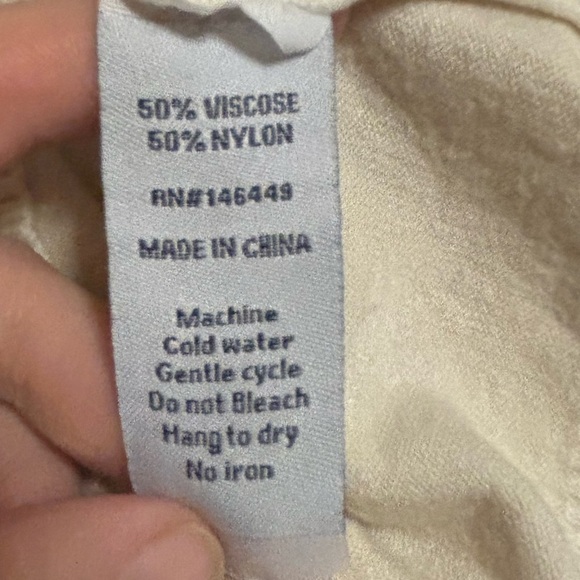 50% VISCOSE
50% NYLON
RN#146449
MADE IN CHINA
Machine
Cold water
Gentle cycle
Do not Bleach
Hang to dry
No iron